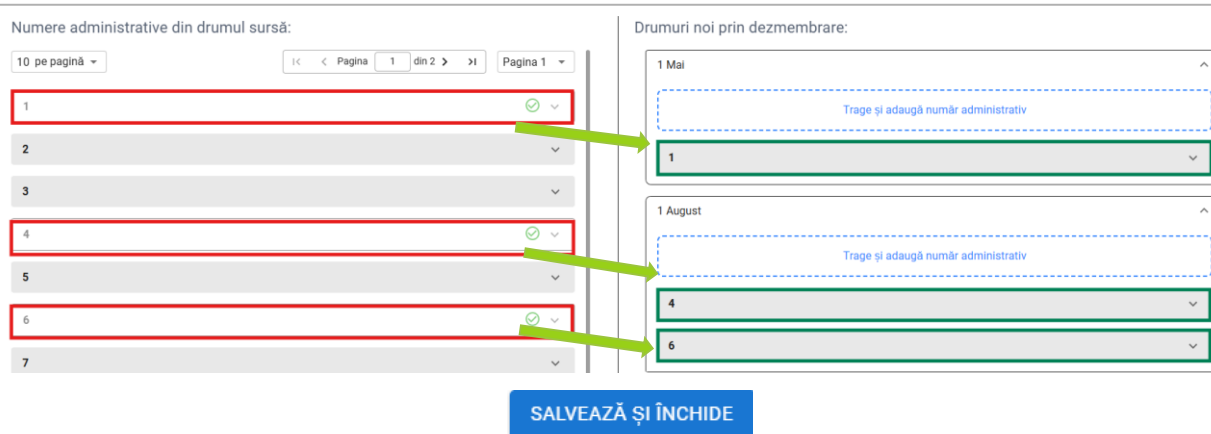 Numere administrative din drumul sursă:
10 pe pagină
Pagina 1 din 2
Pagina 1
1
2
3
4
5
6
7
Drumuri noi prin dezmembrare:
1 Mai
Trage și adaugă număr administrativ
1
1 August
Trage și adaugă număr administrativ
4
6
SALVEAZĂ ȘI ÎNCHIDE